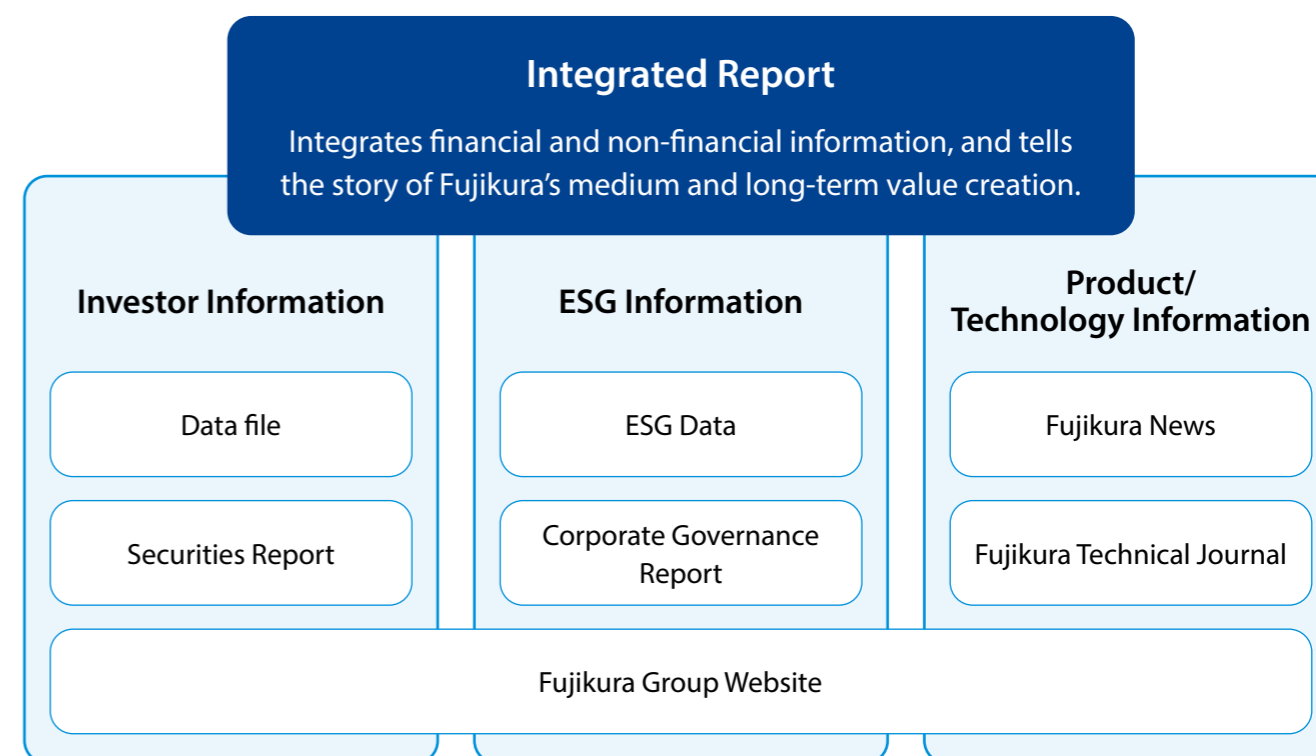 Integrated Report
Integrates financial and non-financial information, and tells
the story of Fujikura’s medium and long-term value creation.
Investor Information
Data file
Securities Report
ESG Information
ESG Data
Corporate Governance
Report
Product/
Technology Information
Fujikura News
Fujikura Technical Journal
Fujikura Group Website